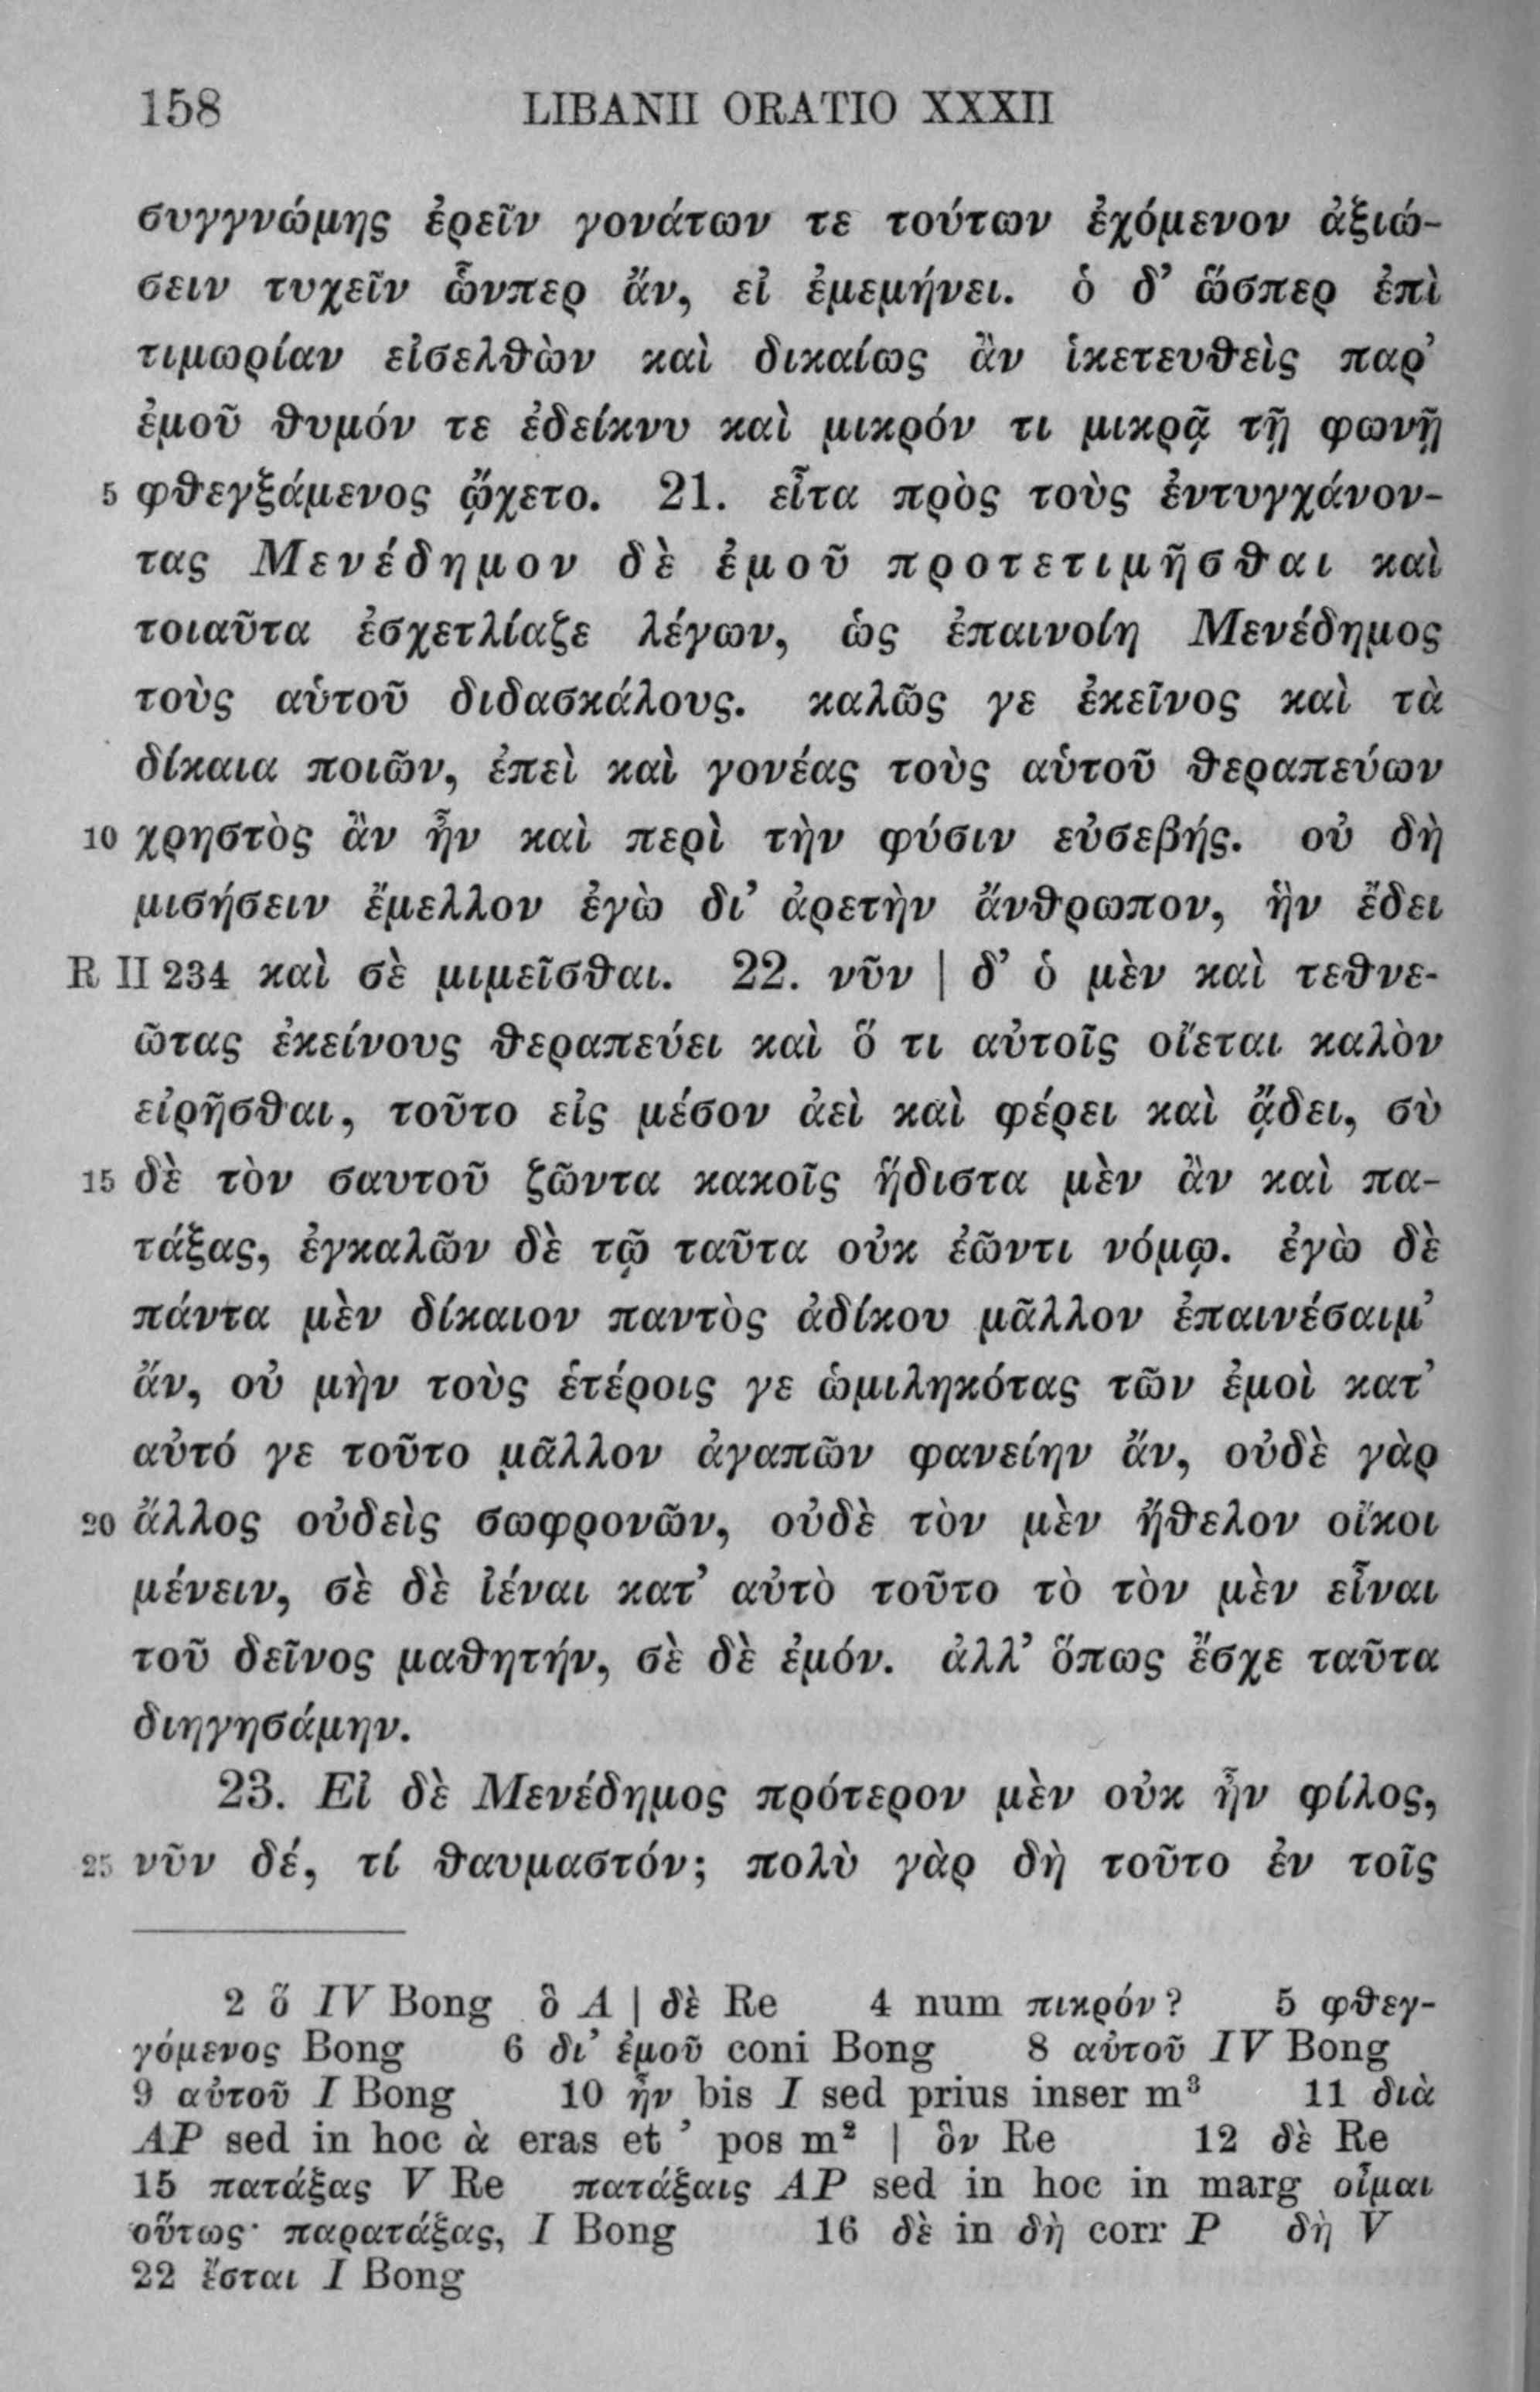 158 LIBANII ORATIO XXXII
συγγνώμης ἐρεῖν γονάτων τε τούτων ἐχόμενον ἀξιώ-
σειν τυχεῖν ὧνπερ ἄν, εἰ ἐμεμήνει. ὁ δ’ ὥσπερ ἐπὶ
τιμωρίαν εἰσελθὼν καὶ δικαίως ἂν ἱκετευθεὶς παρ’
ἐμοῦ θυμόν τε ἐδείκνυ καὶ μικρόν τι μικρᾷ τῇ φωνῇ
5 φθεγξάμενος ᾤχετο. 21. εἶτα πρὸς τοὺς ἐντυγχάνον-
τας Μενέδημον δὲ ἐμοῦ προτετιμῆσθαι καὶ
τοιαῦτα ἐσχετλίαζε λέγων, ὡς ἐπαινοίη Μενέδημος
τοὺς αὑτοῦ διδασκάλους. καλῶς γε ἐκεῖνος καὶ τὰ
δίκαια ποιῶν, ἐπεὶ καὶ γονέας τοὺς αὑτοῦ θεραπεύων
10 χρηστὸς ἂν ἦν καὶ περὶ τὴν φύσιν εὐσεβής. οὐ δὴ
μισήσειν ἔμελλον ἐγὼ δι’ ἀρετὴν ἄνθρωπον, ἣν ἔδει
R II 234 καὶ σὲ μιμεῖσθαι. 22. νῦν | δ’ ὁ μὲν καὶ τεθνε-
ῶτας ἐκείνους θεραπεύει καὶ ὅ τι αὐτοῖς οἴεται καλὸν
εἰρῆσθαι, τοῦτο εἰς μέσον ἀεὶ καὶ φέρει καὶ ᾄδει, σὺ
15 δὲ τὸν σαυτοῦ ζῶντα κακοῖς ἥδιστα μὲν ἂν καὶ πα-
τάξας, ἐγκαλῶν δὲ τῷ ταῦτα οὐκ ἐῶντι νόμῳ. ἐγὼ δὲ
πάντα μὲν δίκαιον παντὸς ἀδίκου μᾶλλον ἐπαινέσαιμ’
ἄν, οὐ μὴν τοὺς ἑτέροις γε ὡμιληκότας τῶν ἐμοὶ κατ’
αὐτό γε τοῦτο μᾶλλον ἀγαπῶν φανείην ἄν, οὐδὲ γὰρ
20 ἄλλος οὐδεὶς σωφρονῶν, οὐδὲ τὸν μὲν ἤθελον οἴκοι
μένειν, σὲ δὲ ἰέναι κατ’ αὐτὸ τοῦτο τὸ τὸν μὲν εἶναι
τοῦ δεῖνος μαθητήν, σὲ δὲ ἐμόν. ἀλλ’ ὅπως ἔσχε ταῦτα
διηγησάμην.
23. Εἰ δὲ Μενέδημος πρότερον μὲν οὐκ ἦν φίλος,
25 νῦν δέ, τί θαυμαστόν; πολὺ γὰρ δὴ τοῦτο ἐν τοῖς
2 ὅ IV Bong ὃ A | δὲ Re 4 num πικρόν? 5 φθεγ-
γόμενος Bong 6 δι’ ἐμοῦ coni Bong 8 αὐτοῦ IV Bong
9 αὐτοῦ I Bong 10 ἦν bis I sed prius inser m³ 11 διὰ
AP sed in hoc ὰ eras et ’ pos m² | ὃν Re 12 δὲ Re
15 πατάξας V Re πατάξαις AP sed in hoc in marg οἶμαι
οὕτως· παρατάξας, I Bong 16 δὲ in δὴ corr P δὴ V
22 ἔσται I Bong